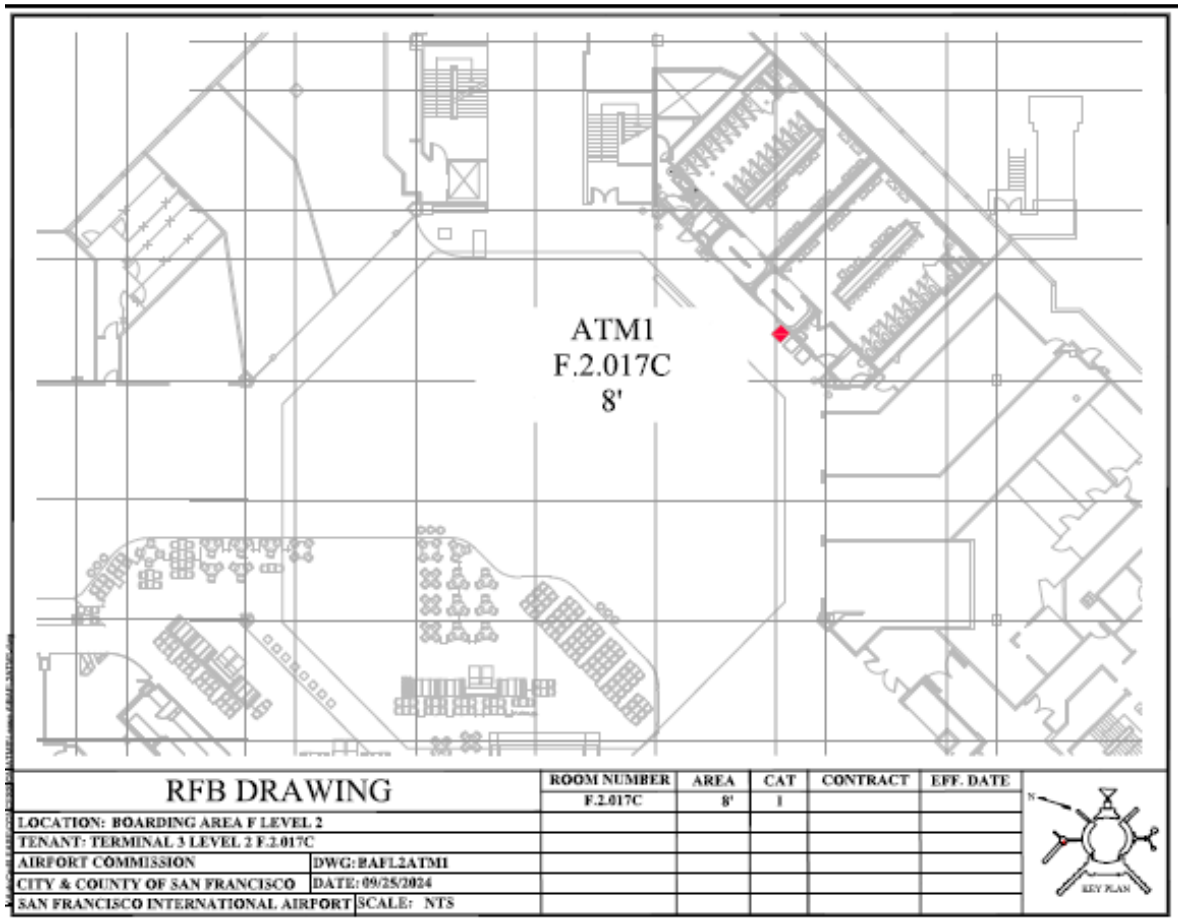 ATM1
F.2.017C
8'
RFB DRAWING
ROOM NUMBER AREA CAT CONTRACT EFF. DATE
F.2.017C 8' 1
LOCATION: BOARDING AREA F LEVEL 2
TENANT: TERMINAL 3 LEVEL 2 F.2.017C
AIRPORT COMMISSION DWG: BAFL2ATM1
CITY & COUNTY OF SAN FRANCISCO DATE: 09/25/2024
SAN FRANCISCO INTERNATIONAL AIRPORT SCALE: NTS
N
KEY PLAN